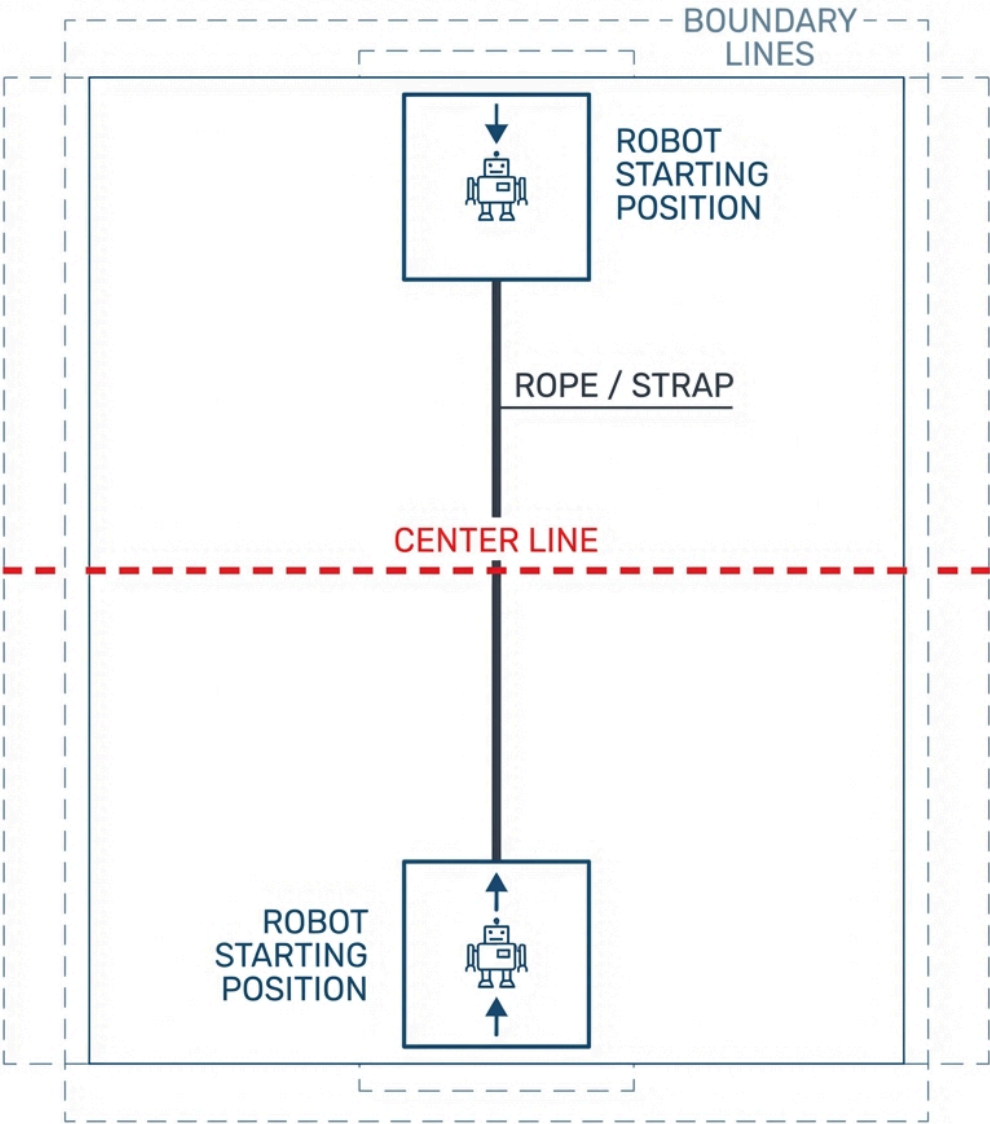 BOUNDARY
LINES
ROBOT
STARTING
POSITION
ROPE / STRAP
CENTER LINE
ROBOT
STARTING
POSITION